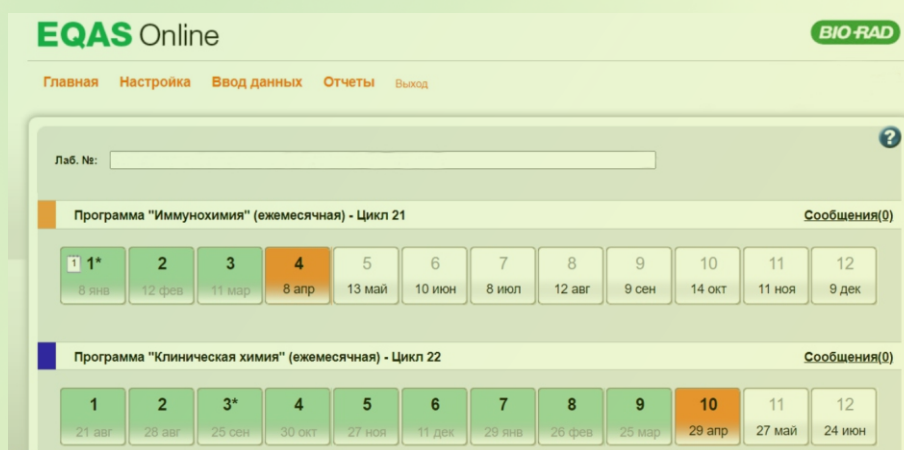 EQAS Online
BIO-RAD
Главная Настройка Ввод данных Отчеты Выход
?
Лаб. №:
Программа "Иммунохимия" (ежемесячная) - Цикл 21 Сообщения(0)
1 1* 2 3 4 5 6 7 8 9 10 11 12
8 янв 12 фев 11 мар 8 апр 13 май 10 июн 8 июл 12 авг 9 сен 14 окт 11 ноя 9 дек
Программа "Клиническая химия" (ежемесячная) - Цикл 22 Сообщения(0)
1 2 3* 4 5 6 7 8 9 10 11 12
21 авг 28 авг 25 сен 30 окт 27 ноя 11 дек 29 янв 26 фев 25 мар 29 апр 27 май 24 июн